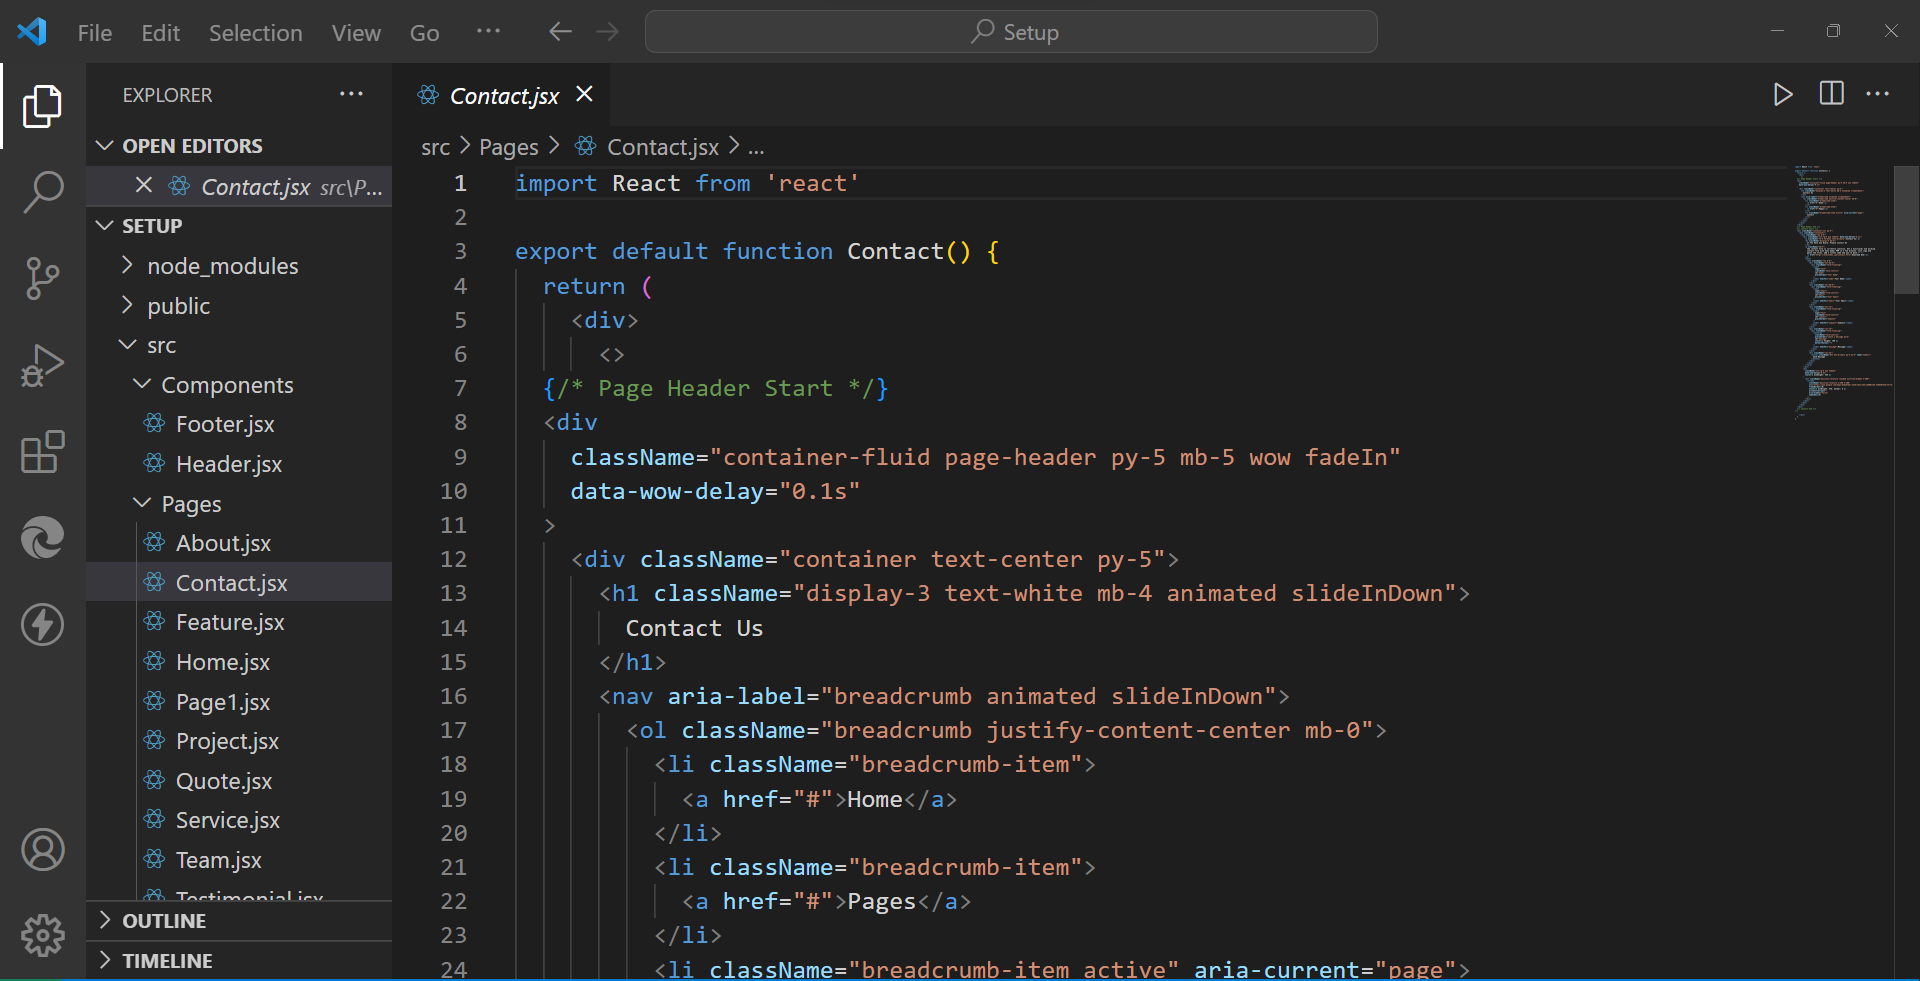 File Edit Selection View Go ··· Setup
EXPLORER ···
OPEN EDITORS
Contact.jsx src\P...
SETUP
node_modules
public
src
Components
Footer.jsx
Header.jsx
Pages
About.jsx
Contact.jsx
Feature.jsx
Home.jsx
Page1.jsx
Project.jsx
Quote.jsx
Service.jsx
Team.jsx
Testimonial.jsx
OUTLINE
TIMELINE
Contact.jsx
src > Pages > Contact.jsx > ...
1 import React from 'react'
2
3 export default function Contact() {
4 return (
5 <div>
6 <>
7 {/* Page Header Start */}
8 <div
9 className="container-fluid page-header py-5 mb-5 wow fadeIn"
10 data-wow-delay="0.1s"
11 >
12 <div className="container text-center py-5">
13 <h1 className="display-3 text-white mb-4 animated slideInDown">
14 Contact Us
15 </h1>
16 <nav aria-label="breadcrumb animated slideInDown">
17 <ol className="breadcrumb justify-content-center mb-0">
18 <li className="breadcrumb-item">
19 <a href="#">Home</a>
20 </li>
21 <li className="breadcrumb-item">
22 <a href="#">Pages</a>
23 </li>
24 <li className="breadcrumb-item active" aria-current="page">